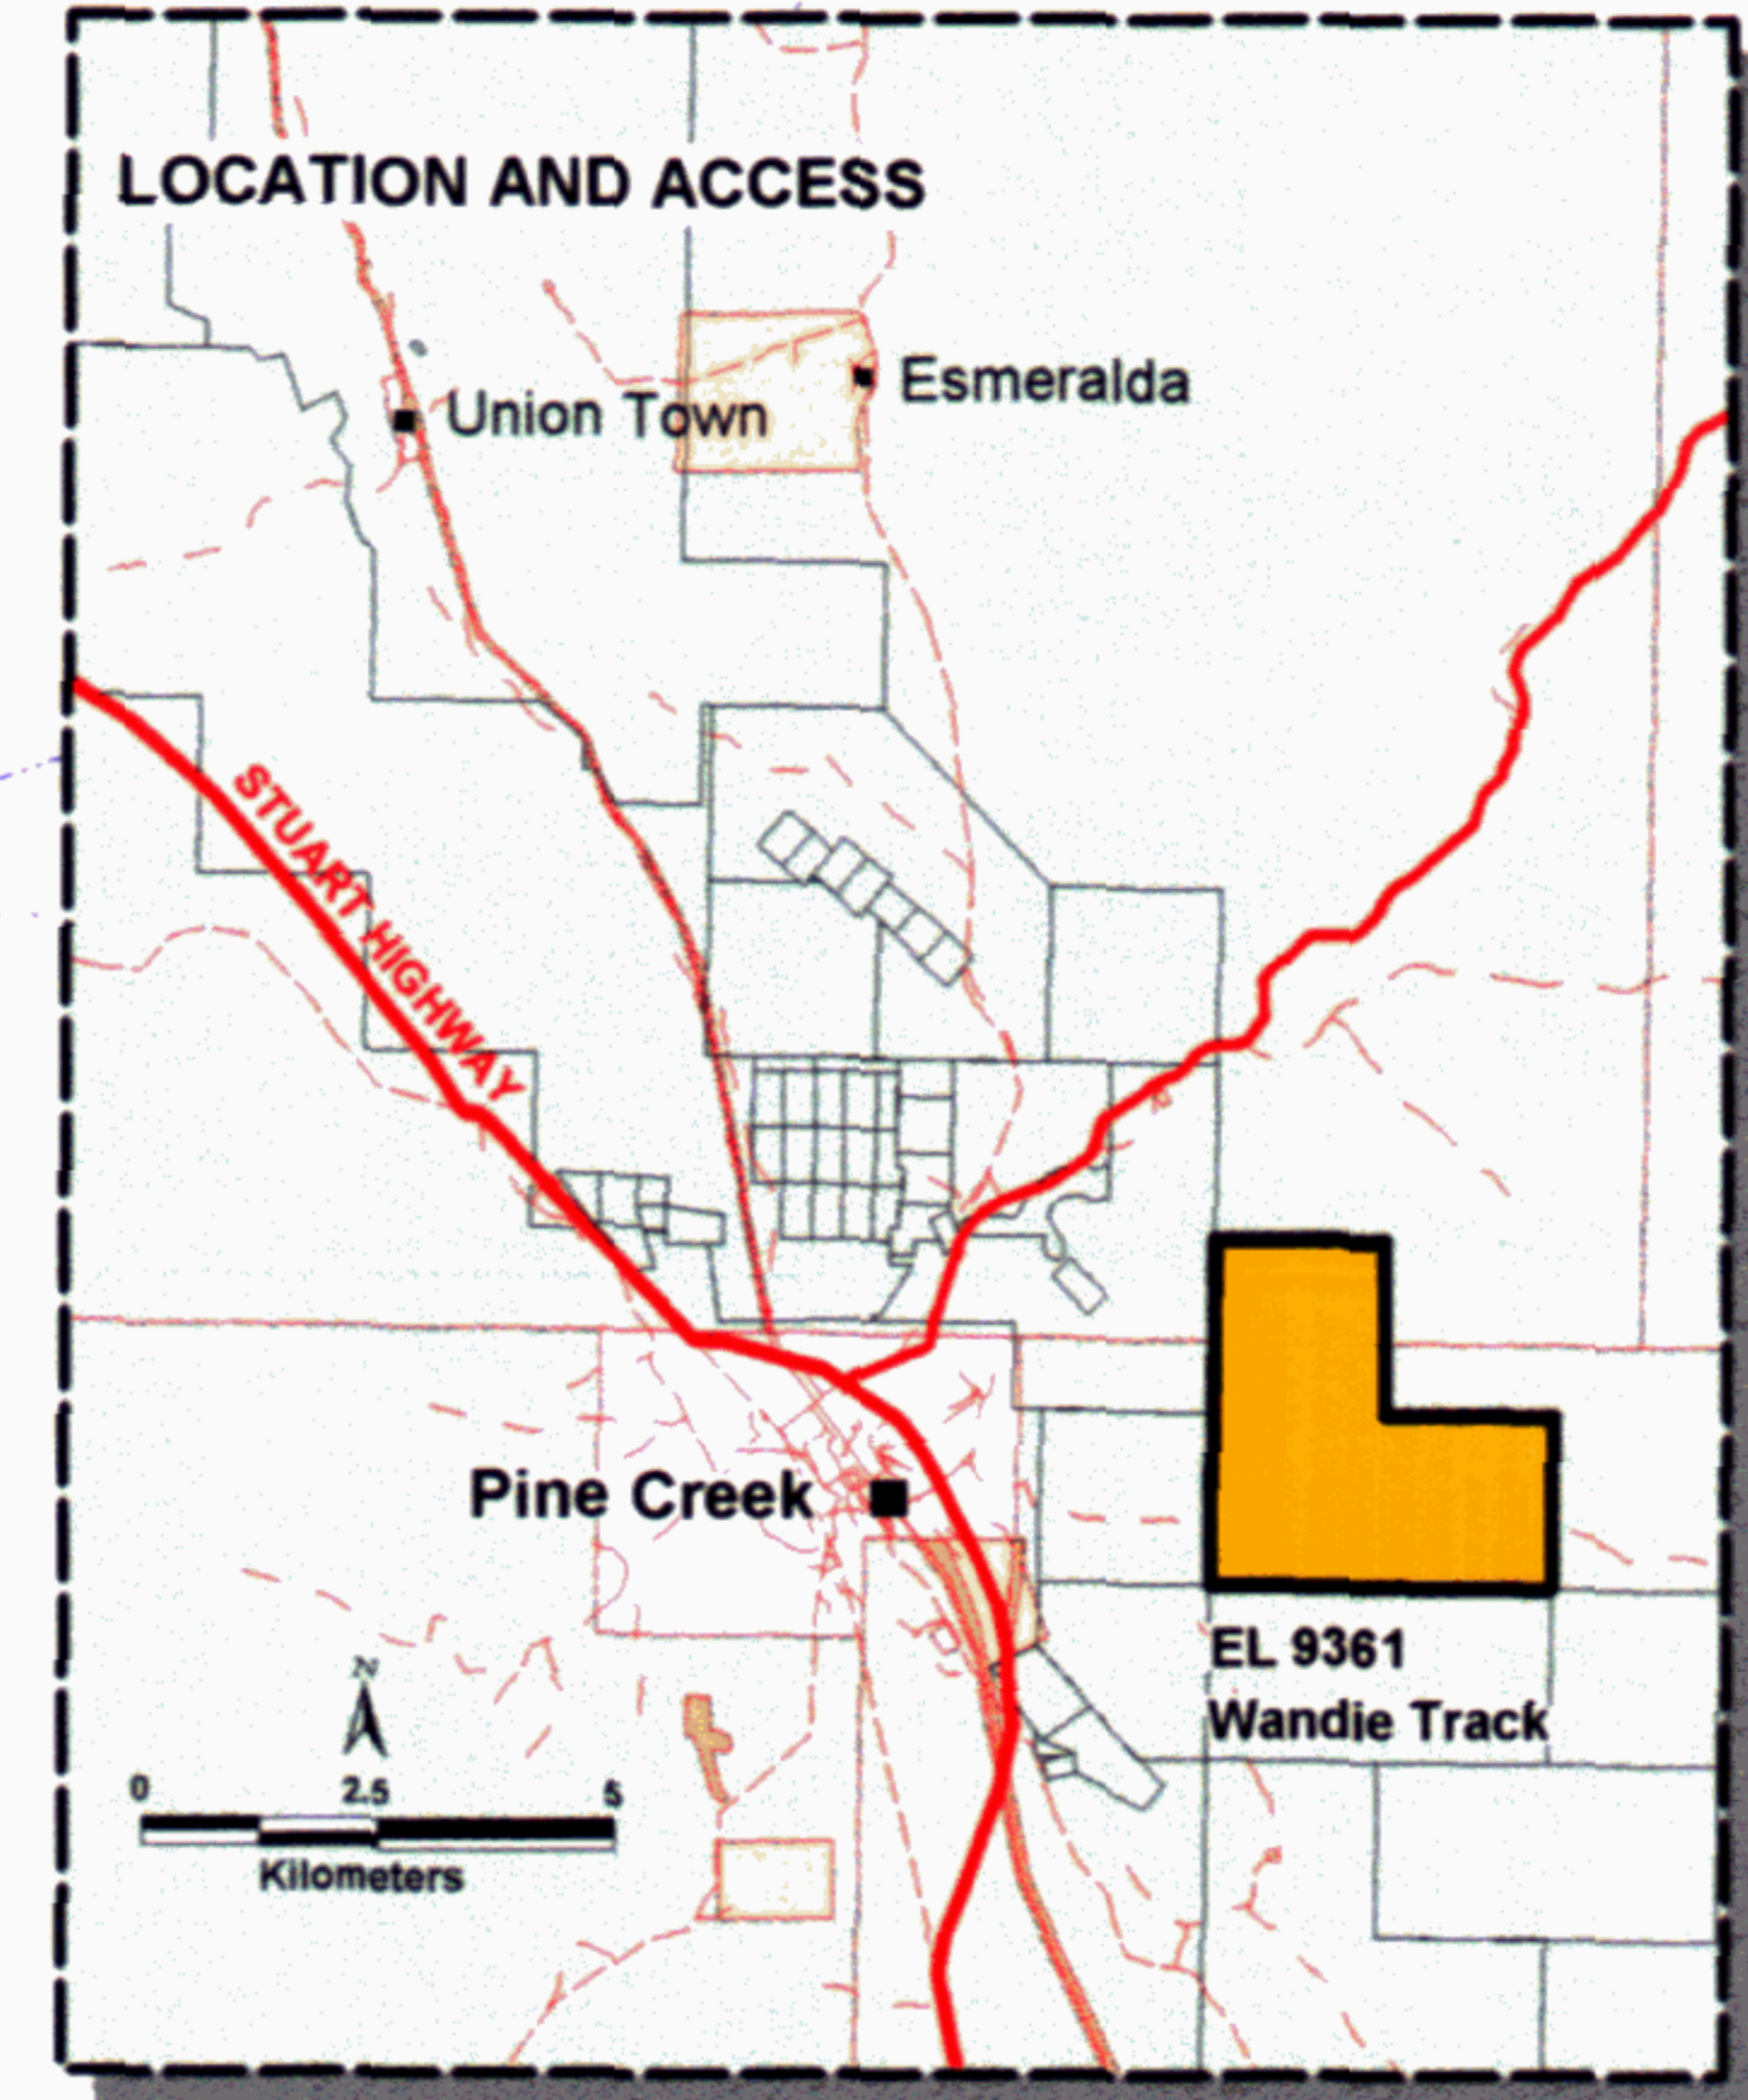 LOCATION AND ACCESS
Esmeralda
Union Town
STUART HIGHWAY
Pine Creek
EL 9361
Wandie Track
N
0 2.5 5
Kilometers